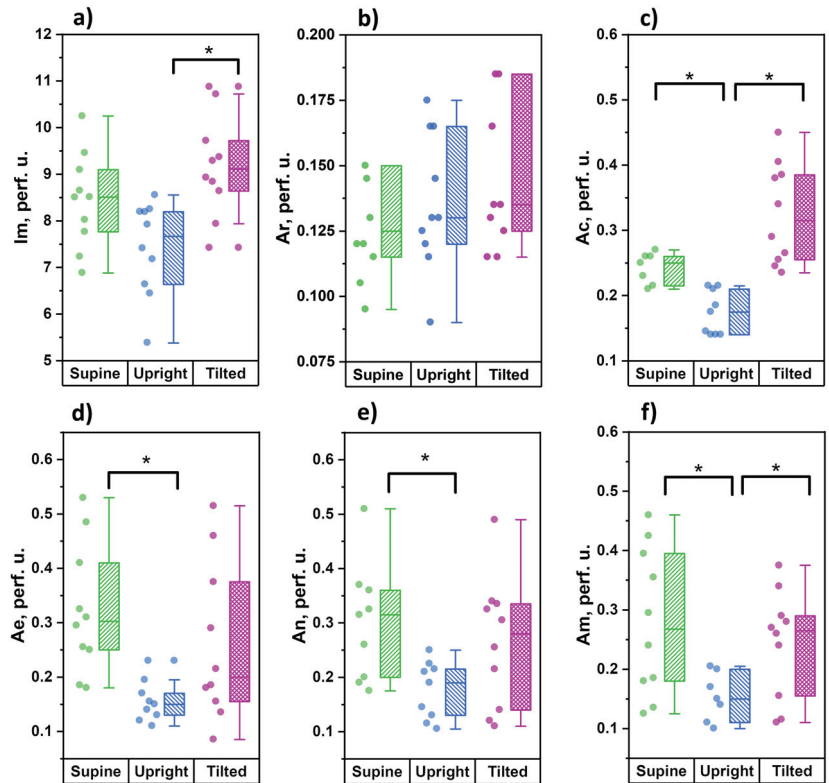 a)
Im, perf. u.
12
11
10
9
8
7
6
5
*
Supine Upright Tilted
b)
Ar, perf. u.
0.200
0.175
0.150
0.125
0.100
0.075
Supine Upright Tilted
c)
Ac, perf. u.
0.6
0.5
0.4
0.3
0.2
0.1
* *
Supine Upright Tilted
d)
Ae, perf. u.
0.6
0.5
0.4
0.3
0.2
0.1
*
Supine Upright Tilted
e)
An, perf. u.
0.6
0.5
0.4
0.3
0.2
0.1
*
Supine Upright Tilted
f)
Am, perf. u.
0.6
0.5
0.4
0.3
0.2
0.1
* *
Supine Upright Tilted